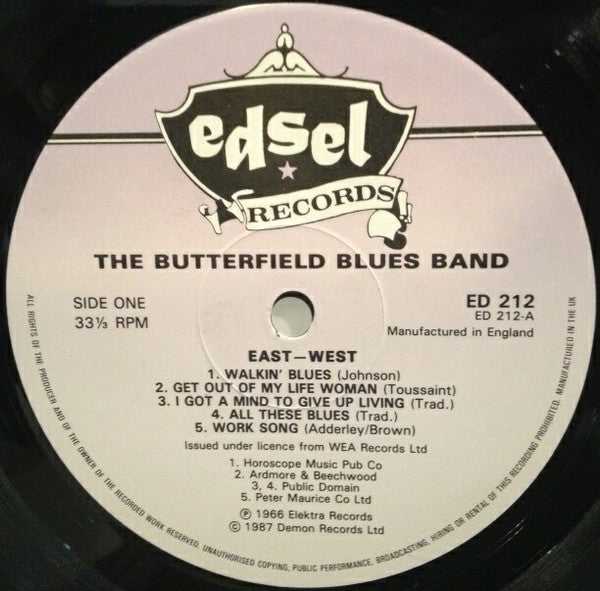 edsel
RECORDS
THE BUTTERFIELD BLUES BAND
SIDE ONE
33⅓ RPM
ED 212
ED 212-A
Manufactured in England
EAST—WEST
1. WALKIN' BLUES (Johnson)
2. GET OUT OF MY LIFE WOMAN (Toussaint)
3. I GOT A MIND TO GIVE UP LIVING (Trad.)
4. ALL THESE BLUES (Trad.)
5. WORK SONG (Adderley/Brown)
Issued under licence from WEA Records Ltd
1. Horoscope Music Pub Co
2. Ardmore & Beechwood
3, 4. Public Domain
5. Peter Maurice Co Ltd
℗ 1966 Elektra Records
© 1987 Demon Records Ltd
ALL RIGHTS OF THE PRODUCER AND OF THE OWNER OF THE RECORDED WORK RESERVED. UNAUTHORISED COPYING, PUBLIC PERFORMANCE, BROADCASTING, HIRING OR RENTAL OF THIS RECORDING PROHIBITED. MANUFACTURED IN THE UK